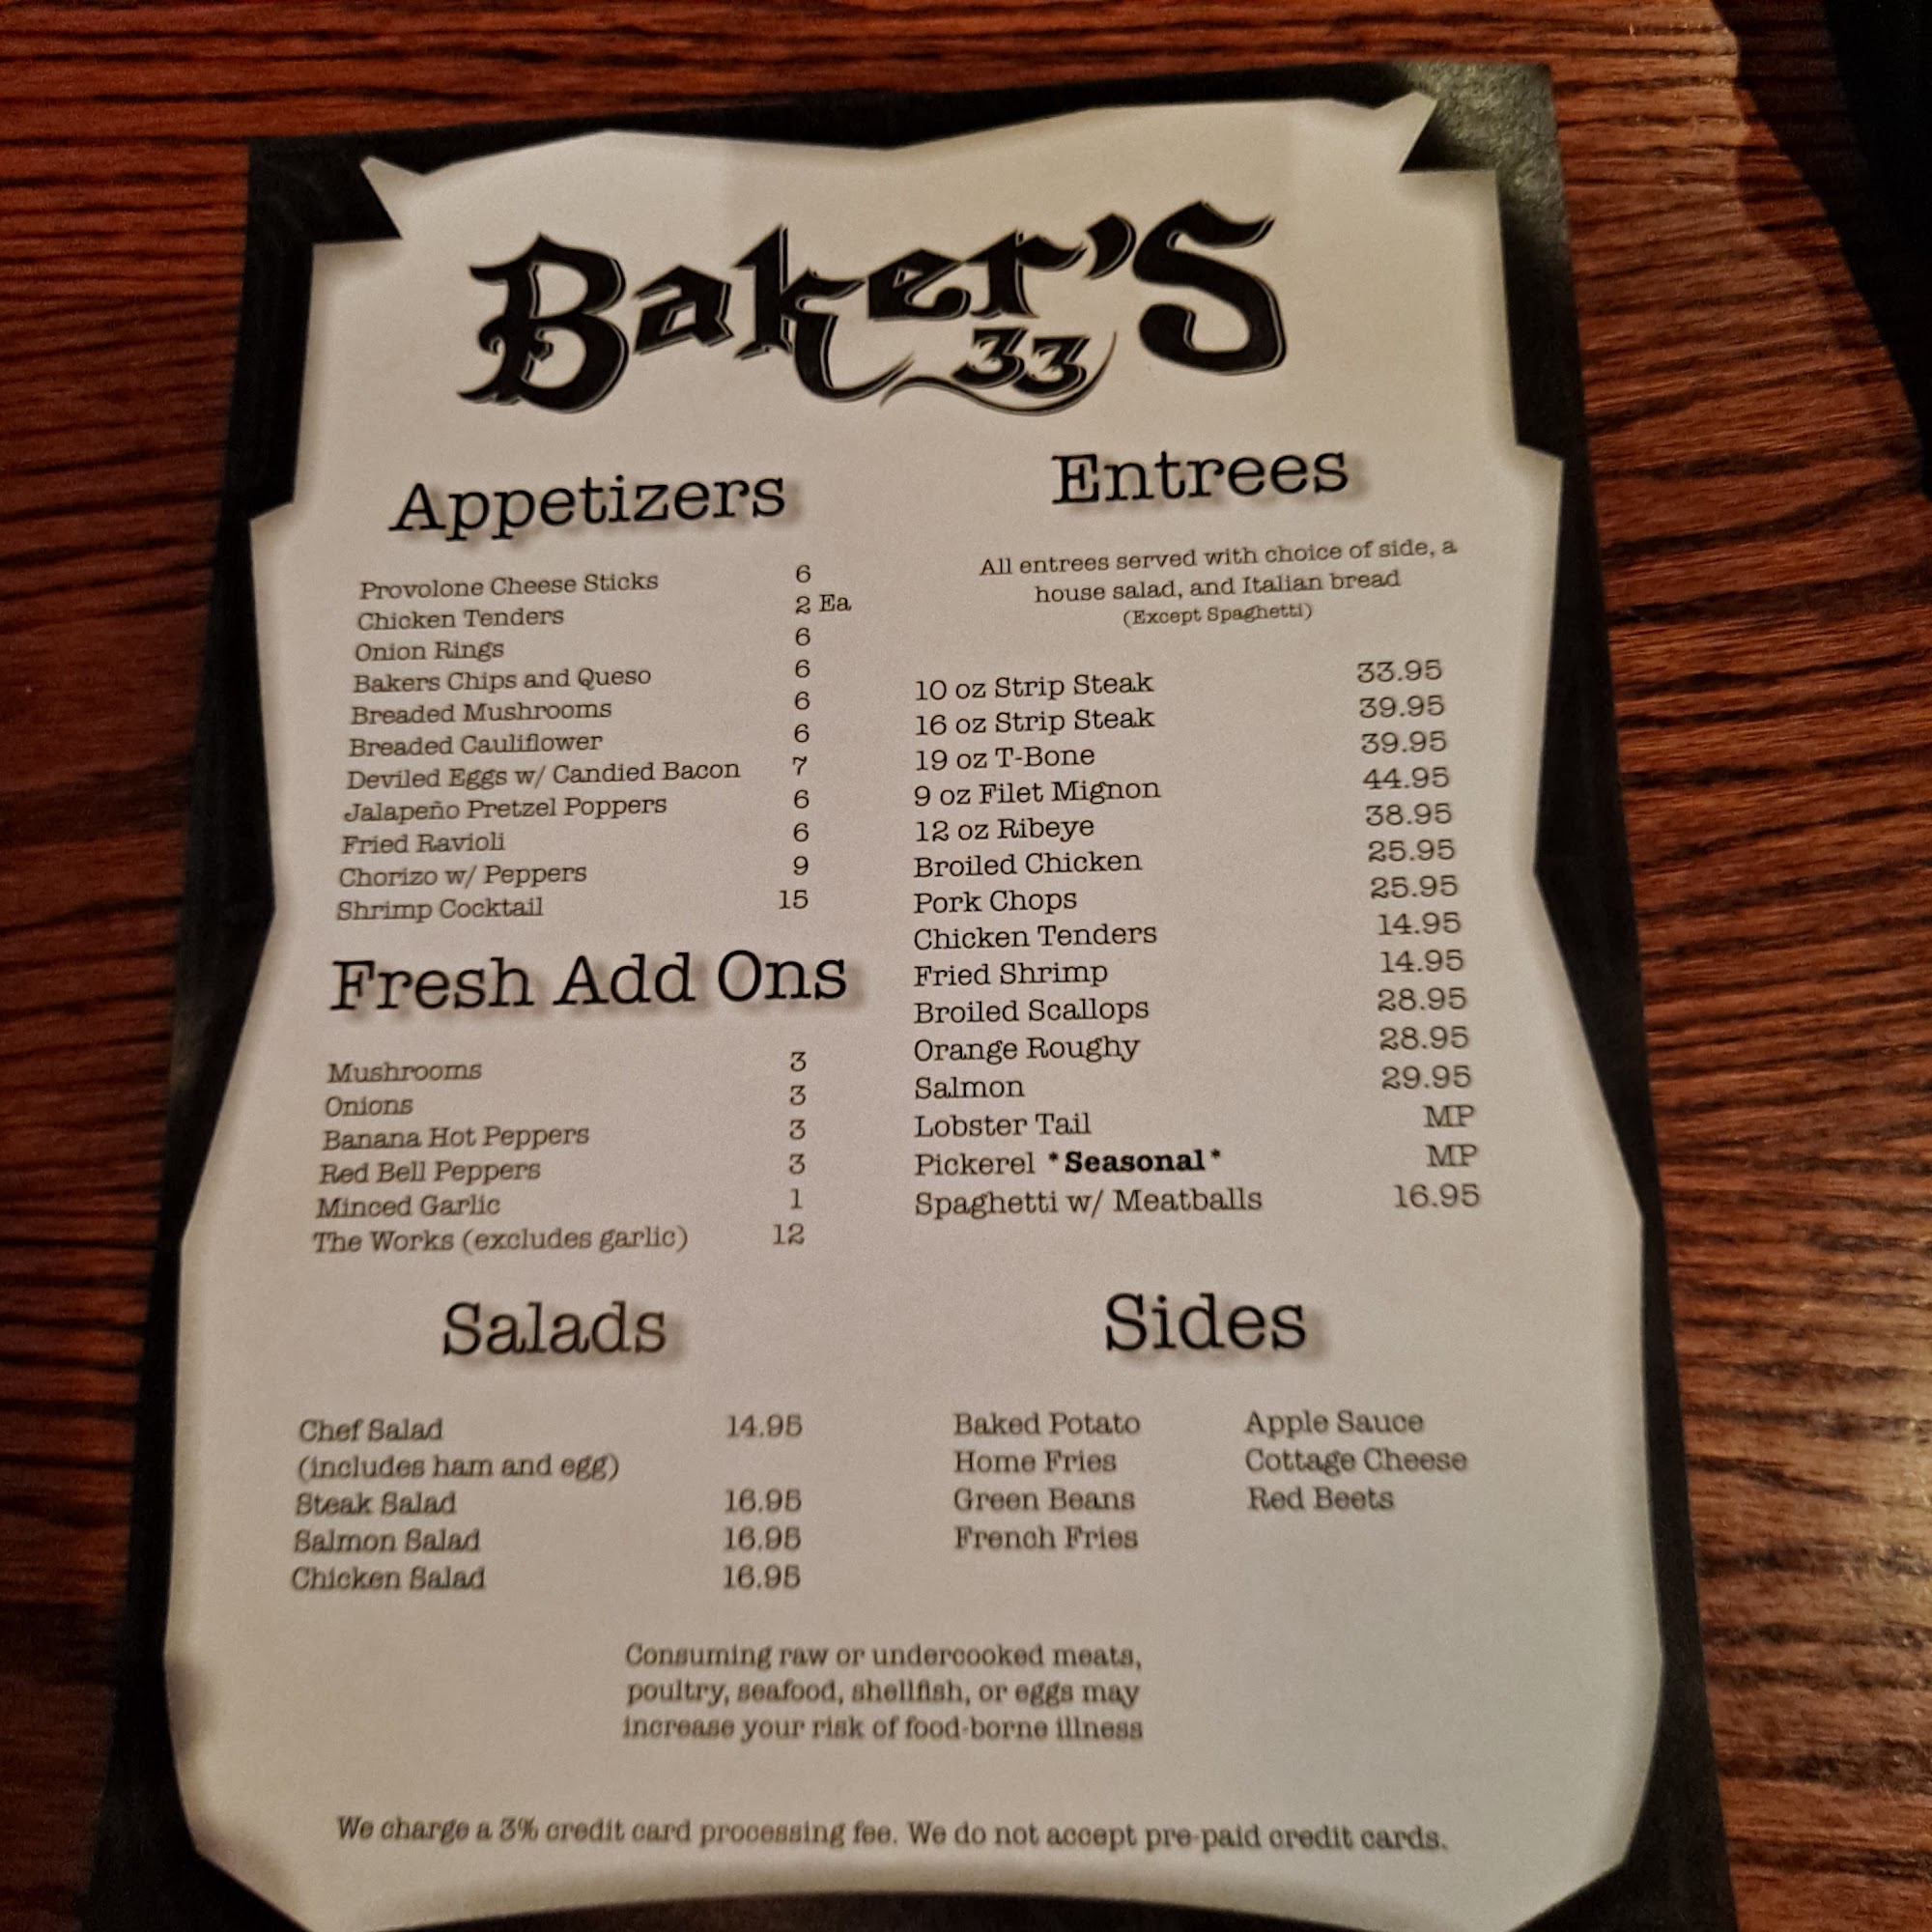 Baker's
33
Appetizers
Provolone Cheese Sticks 6
Chicken Tenders 2 Ea
Onion Rings 6
Bakers Chips and Queso 6
Breaded Mushrooms 6
Breaded Cauliflower 6
Deviled Eggs w/ Candied Bacon 7
Jalapeño Pretzel Poppers 6
Fried Ravioli 6
Chorizo w/ Peppers 9
Shrimp Cocktail 15
Fresh Add Ons
Mushrooms 3
Onions 3
Banana Hot Peppers 3
Red Bell Peppers 3
Minced Garlic 1
The Works (excludes garlic) 12
Salads
Chef Salad 14.95
(includes ham and egg)
Steak Salad 16.95
Salmon Salad 16.95
Chicken Salad 16.95
Entrees
All entrees served with choice of side, a
house salad, and Italian bread
(Except Spaghetti)
10 oz Strip Steak 33.95
16 oz Strip Steak 39.95
19 oz T-Bone 39.95
9 oz Filet Mignon 44.95
12 oz Ribeye 38.95
Broiled Chicken 25.95
Pork Chops 25.95
Chicken Tenders 14.95
Fried Shrimp 14.95
Broiled Scallops 28.95
Orange Roughy 28.95
Salmon 29.95
Lobster Tail MP
Pickerel *Seasonal* MP
Spaghetti w/ Meatballs 16.95
Sides
Baked Potato Apple Sauce
Home Fries Cottage Cheese
Green Beans Red Beets
French Fries
Consuming raw or undercooked meats,
poultry, seafood, shellfish, or eggs may
increase your risk of food-borne illness
We charge a 3% credit card processing fee. We do not accept pre-paid credit cards.